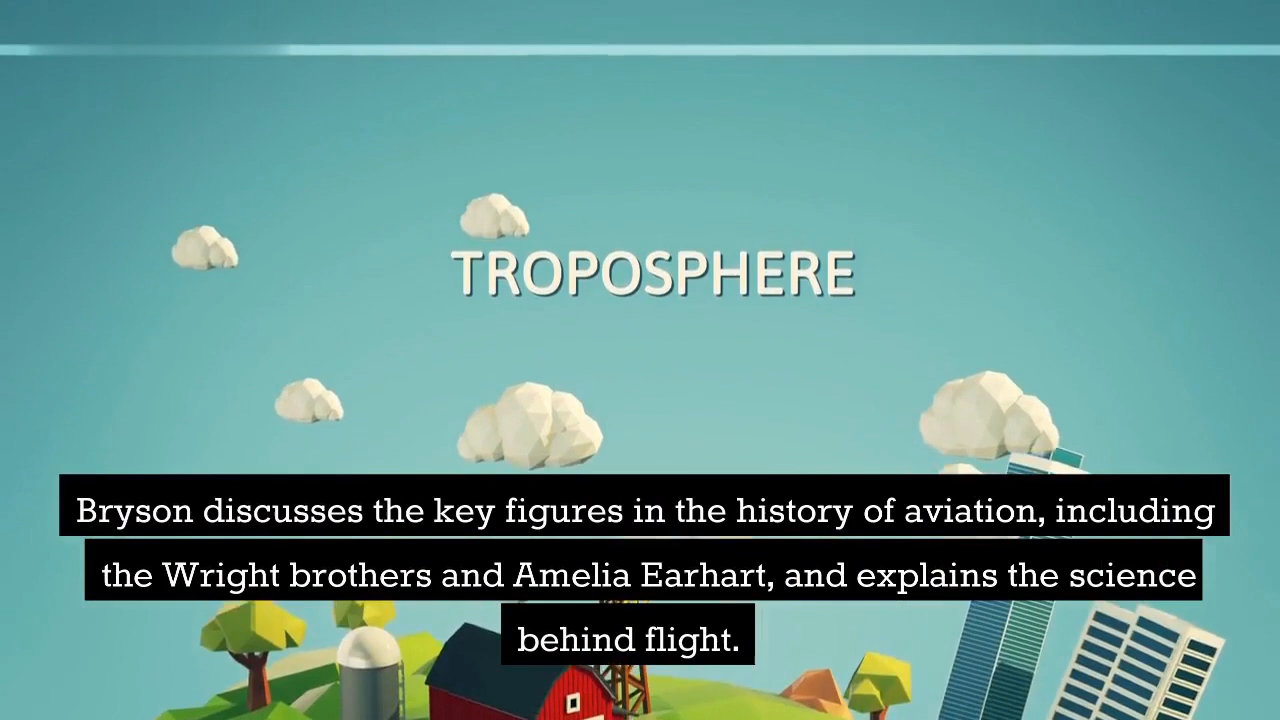 TROPOSPHERE
Bryson discusses the key figures in the history of aviation, including
the Wright brothers and Amelia Earhart, and explains the science
behind flight.